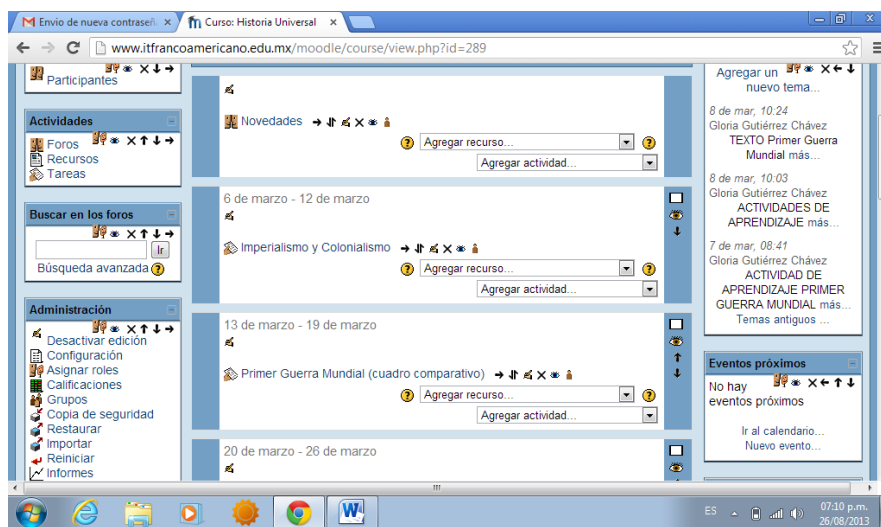 Envio de nueva contraseñ
Curso: Historia Universal
www.itfrancoamericano.edu.mx/moodle/course/view.php?id=289
Participantes
Actividades
Foros
Recursos
Tareas
Buscar en los foros
Ir
Búsqueda avanzada
Administración
Desactivar edición
Configuración
Asignar roles
Calificaciones
Grupos
Copia de seguridad
Restaurar
Importar
Reiniciar
Informes
Novedades
Agregar recurso...
Agregar actividad...
6 de marzo - 12 de marzo
Imperialismo y Colonialismo
Agregar recurso...
Agregar actividad...
13 de marzo - 19 de marzo
Primer Guerra Mundial (cuadro comparativo)
Agregar recurso...
Agregar actividad...
20 de marzo - 26 de marzo
Agregar un
nuevo tema...
8 de mar, 10:24
Gloria Gutiérrez Chávez
TEXTO Primer Guerra
Mundial más...
8 de mar, 10:03
Gloria Gutiérrez Chávez
ACTIVIDADES DE
APRENDIZAJE más...
7 de mar, 08:41
Gloria Gutiérrez Chávez
ACTIVIDAD DE
APRENDIZAJE PRIMER
GUERRA MUNDIAL más...
Temas antiguos ...
Eventos próximos
No hay
eventos próximos
Ir al calendario...
Nuevo evento...
ES
07:10 p.m.
26/08/2013